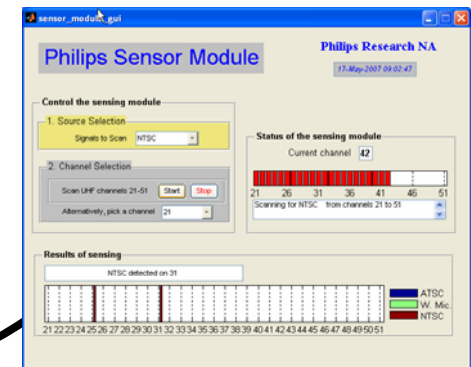 sensor_module_gui
Philips Sensor Module
Philips Research NA
17-May-2007 09:02:47
Control the sensing module
1. Source Selection
Signals to Scan NTSC
2. Channel Selection
Scan UHF channels 21-51 Start Stop
Alternatively, pick a channel 21
Status of the sensing module
Current channel 42
21 26 31 36 41 46 51
Scanning for NTSC from channels 21 to 51
Results of sensing
NTSC detected on 31
ATSC
W. Mic.
NTSC
21 22 23 24 25 26 27 28 29 30 31 32 33 34 35 36 37 38 39 40 41 42 43 44 45 46 47 48 49 50 51